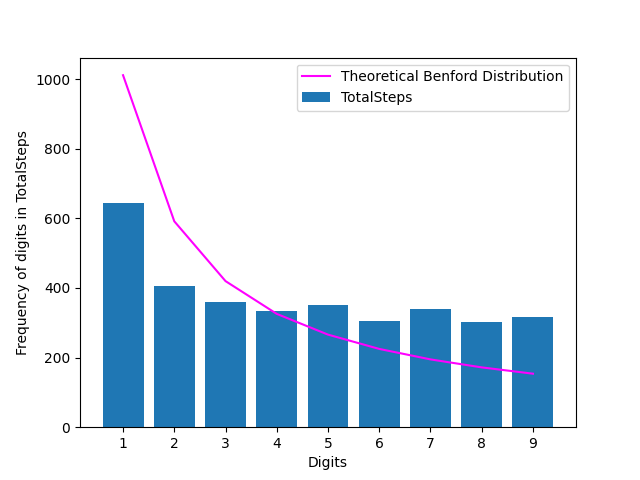 Theoretical Benford Distribution
TotalSteps
Frequency of digits in TotalSteps
1000
800
600
400
200
0
1 2 3 4 5 6 7 8 9
Digits